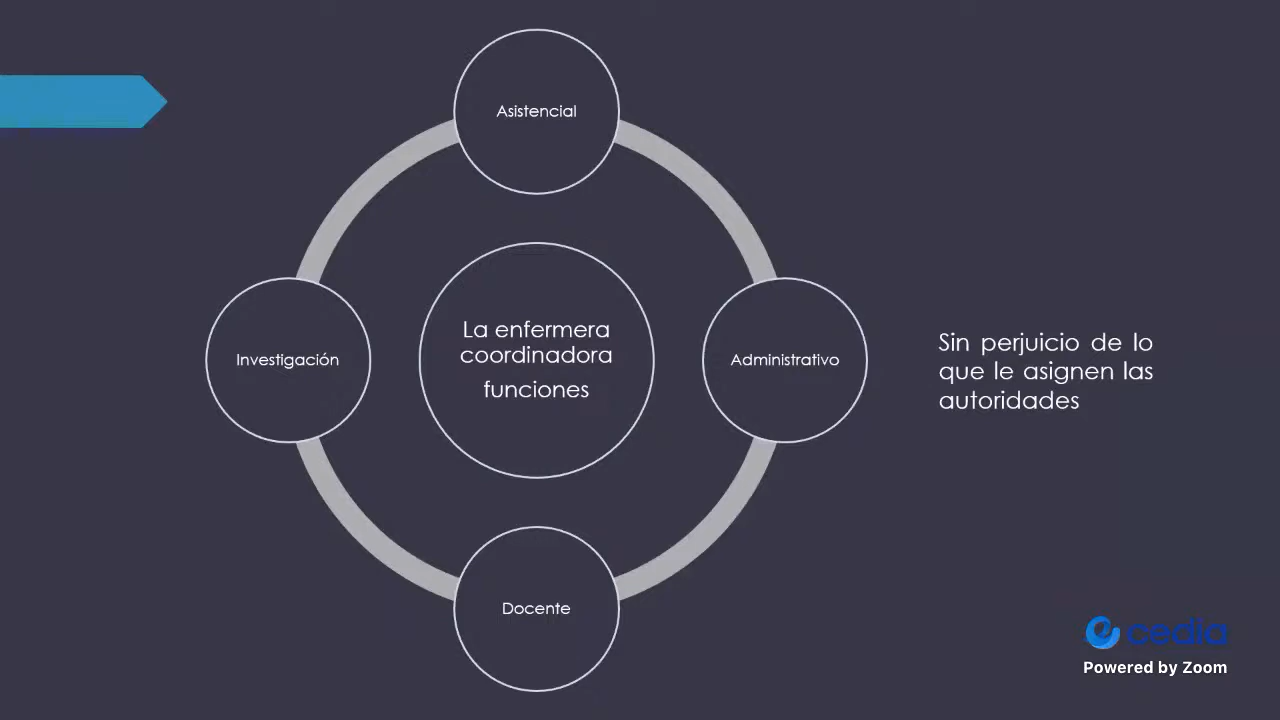 Asistencial
La enfermera
coordinadora
funciones
Investigación
Administrativo
Docente
Sin perjuicio de lo
que le asignen las
autoridades
cedia
Powered by Zoom